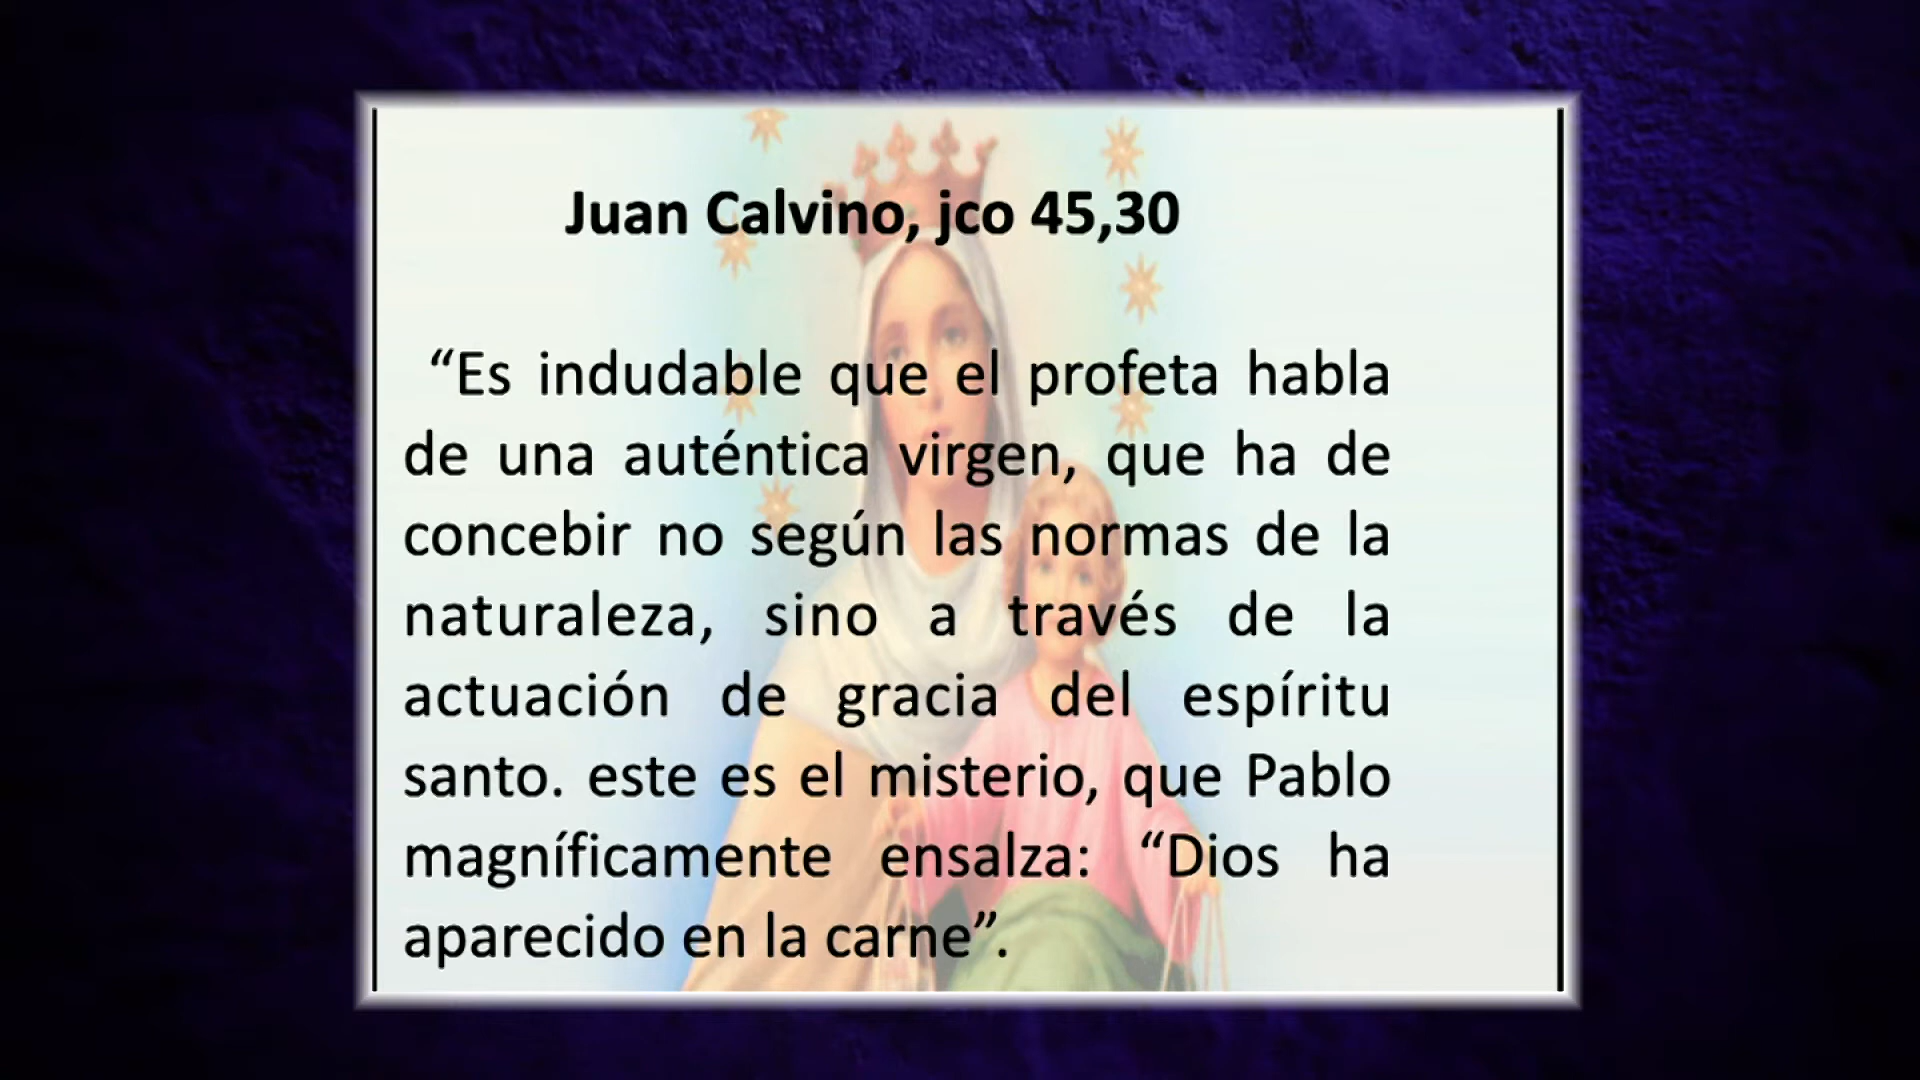 Juan Calvino, jco 45,30
“Es indudable que el profeta habla
de una auténtica virgen, que ha de
concebir no según las normas de la
naturaleza, sino a través de la
actuación de gracia del espíritu
santo. este es el misterio, que Pablo
magníficamente ensalza: “Dios ha
aparecido en la carne”.